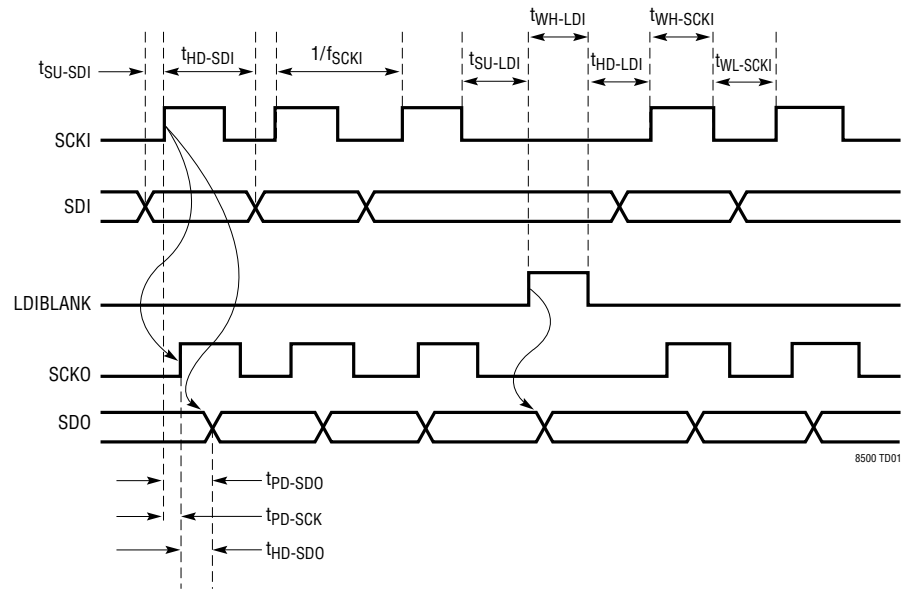 tWH-LDI
tWH-SCKI
tHD-SDI
1/fSCKI
tSU-SDI
tSU-LDI
tHD-LDI
tWL-SCKI
SCKI
SDI
LDIBLANK
SCKO
SDO
8500 TD01
tPD-SDO
tPD-SCK
tHD-SDO